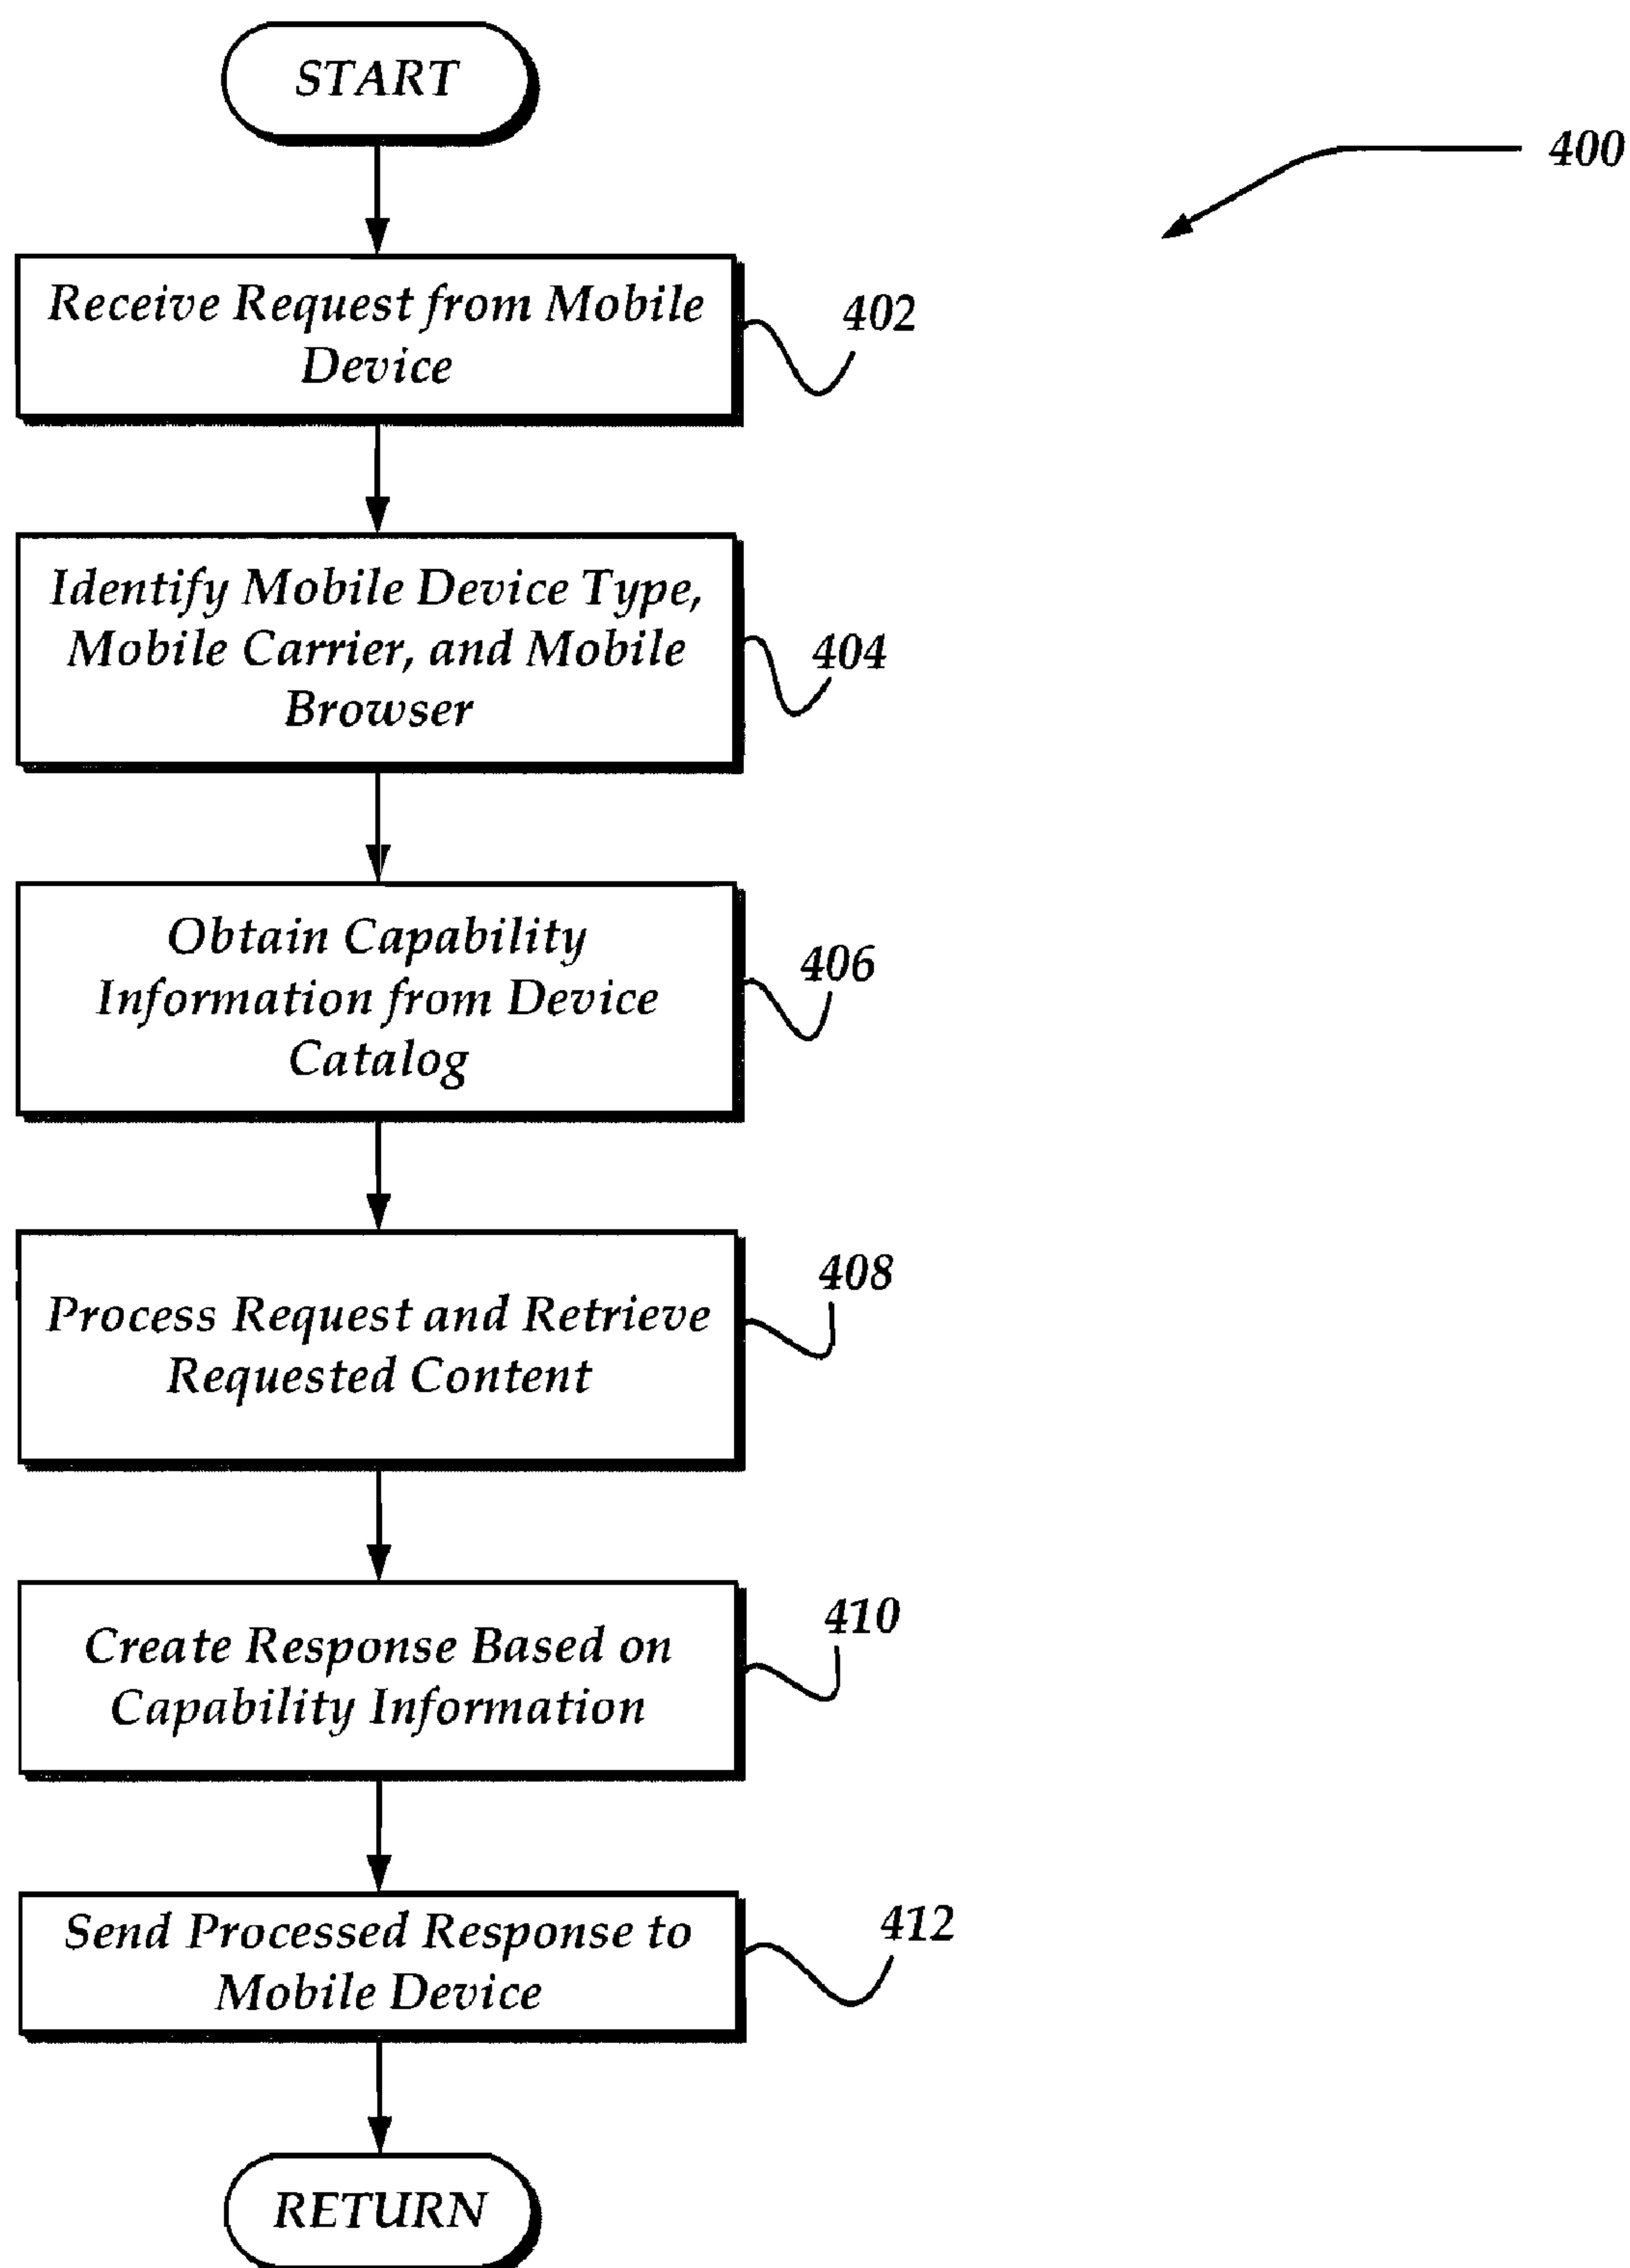 START
400
Receive Request from Mobile
Device
402
Identify Mobile Device Type,
Mobile Carrier, and Mobile
Browser
404
Obtain Capability
Information from Device
Catalog
406
Process Request and Retrieve
Requested Content
408
Create Response Based on
Capability Information
410
Send Processed Response to
Mobile Device
412
RETURN